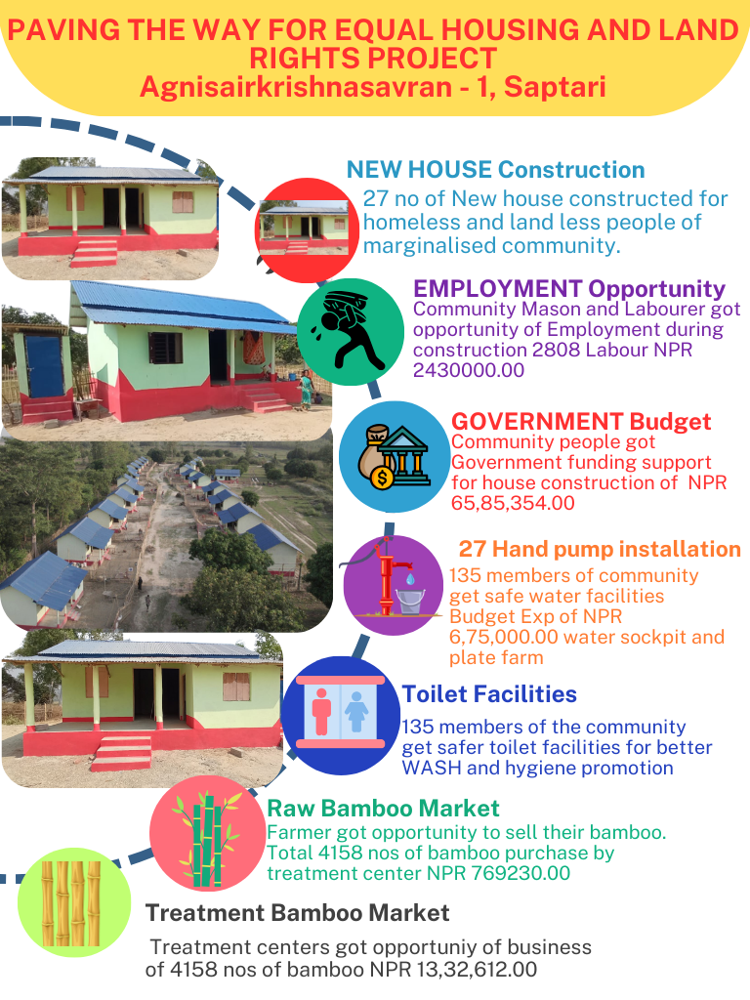 PAVING THE WAY FOR EQUAL HOUSING AND LAND
RIGHTS PROJECT
Agnisairkrishnasavran - 1, Saptari
NEW HOUSE Construction
27 no of New house constructed for
homeless and land less people of
marginalised community.
EMPLOYMENT Opportunity
Community Mason and Labourer got
opportunity of Employment during
construction 2808 Labour NPR
2430000.00
GOVERNMENT Budget
Community people got
Government funding support
for house construction of  NPR
65,85,354.00
27 Hand pump installation
135 members of community
get safe water facilities
Budget Exp of NPR
6,75,000.00 water sockpit and
plate farm
Toilet Facilities
135 members of the community
get safer toilet facilities for better
WASH and hygiene promotion
Raw Bamboo Market
Farmer got opportunity to sell their bamboo.
Total 4158 nos of bamboo purchase by
treatment center NPR 769230.00
Treatment Bamboo Market
Treatment centers got opportuniy of business
of 4158 nos of bamboo NPR 13,32,612.00